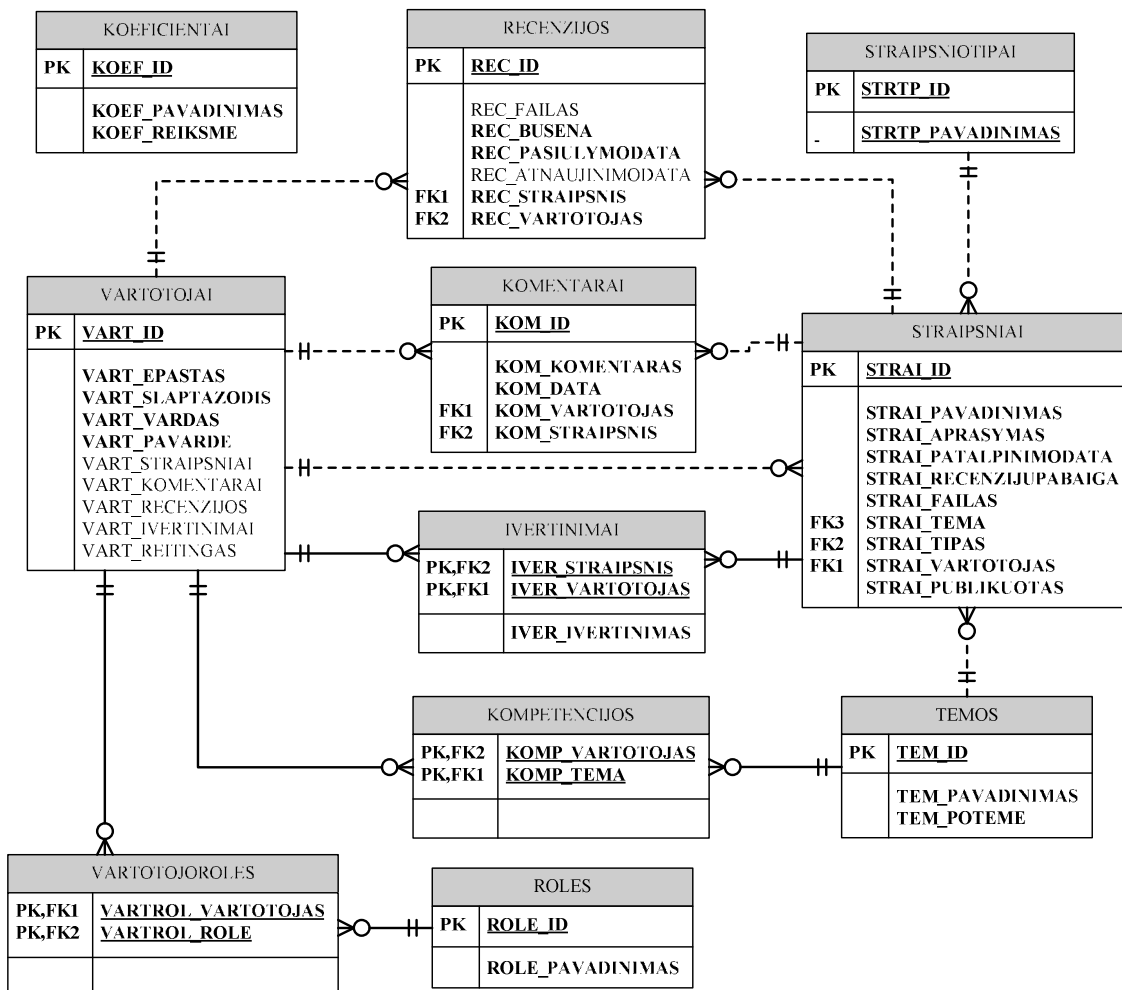 KOEFICIENTAI
PK KOEF_ID
KOEF_PAVADINIMAS
KOEF_REIKSME
RECENZIJOS
PK REC_ID
REC_FAILAS
REC_BUSENA
REC_PASIULYMODATA
REC_ATNAUJINIMODATA
FK1 REC_STRAIPSNIS
FK2 REC_VARTOTOJAS
STRAIPSNIOTIPAI
PK STRTP_ID
- STRTP_PAVADINIMAS
VARTOTOJAI
PK VART_ID
VART_EPASTAS
VART_SLAPTAZODIS
VART_VARDAS
VART_PAVARDE
VART_STRAIPSNIAI
VART_KOMENTARAI
VART_RECENZIJOS
VART_IVERTINIMAI
VART_REITINGAS
KOMENTARAI
PK KOM_ID
KOM_KOMENTARAS
KOM_DATA
FK1 KOM_VARTOTOJAS
FK2 KOM_STRAIPSNIS
STRAIPSNIAI
PK STRAI_ID
STRAI_PAVADINIMAS
STRAI_APRASYMAS
STRAI_PATALPINIMODATA
STRAI_RECENZIJUPABAIGA
STRAI_FAILAS
FK3 STRAI_TEMA
FK2 STRAI_TIPAS
FK1 STRAI_VARTOTOJAS
STRAI_PUBLIKUOTAS
IVERTINIMAI
PK,FK2 IVER_STRAIPSNIS
PK,FK1 IVER_VARTOTOJAS
IVER_IVERTINIMAS
KOMPETENCIJOS
PK,FK2 KOMP_VARTOTOJAS
PK,FK1 KOMP_TEMA
TEMOS
PK TEM_ID
TEM_PAVADINIMAS
TEM_POTEME
VARTOTOJOROLES
PK,FK1 VARTROL_VARTOTOJAS
PK,FK2 VARTROL_ROLE
ROLES
PK ROLE_ID
ROLE_PAVADINIMAS